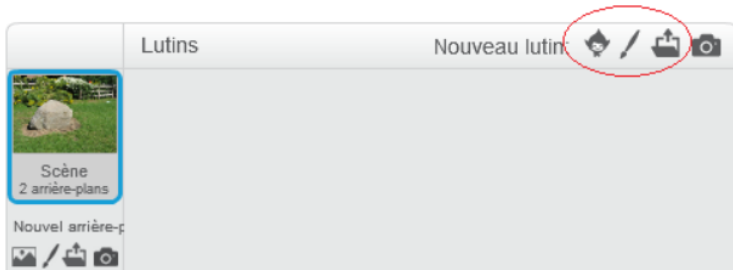 Lutins
Nouveau lutin:
Scène
2 arrière-plans
Nouvel arrière-p